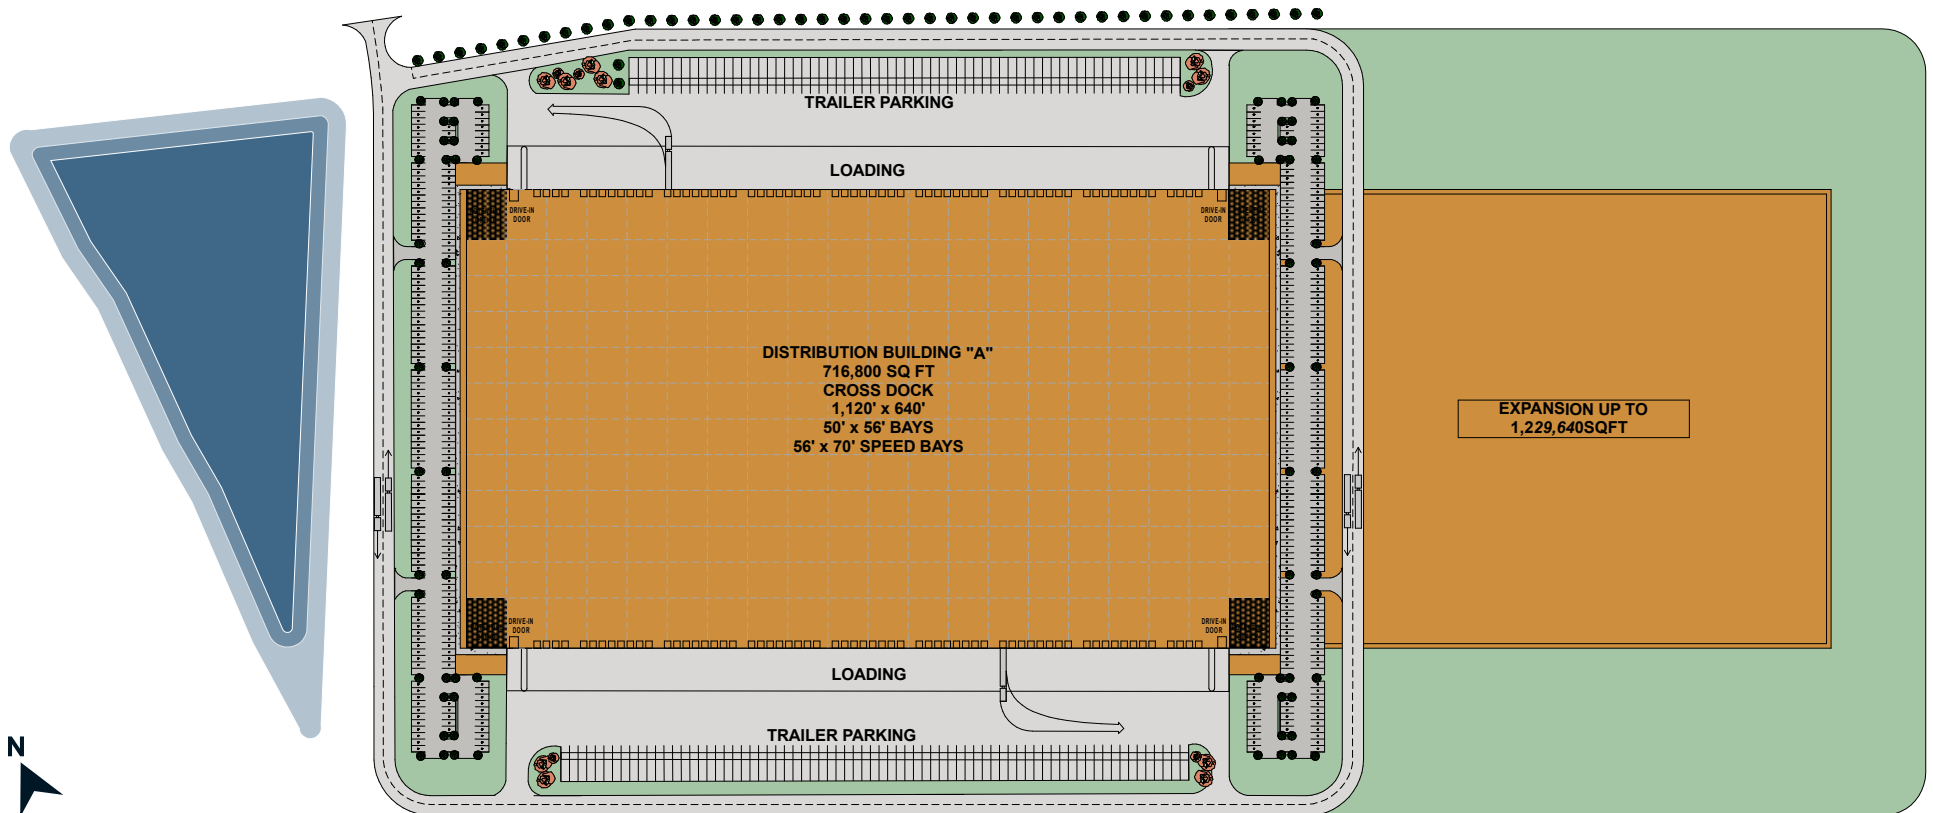 TRAILER PARKING
LOADING
DRIVE-IN
DOOR
DRIVE-IN
DOOR
DISTRIBUTION BUILDING "A"
716,800 SQ FT
CROSS DOCK
1,120' x 640'
50' x 56' BAYS
56' x 70' SPEED BAYS
EXPANSION UP TO
1,229,640SQFT
DRIVE-IN
DOOR
DRIVE-IN
DOOR
LOADING
TRAILER PARKING
N